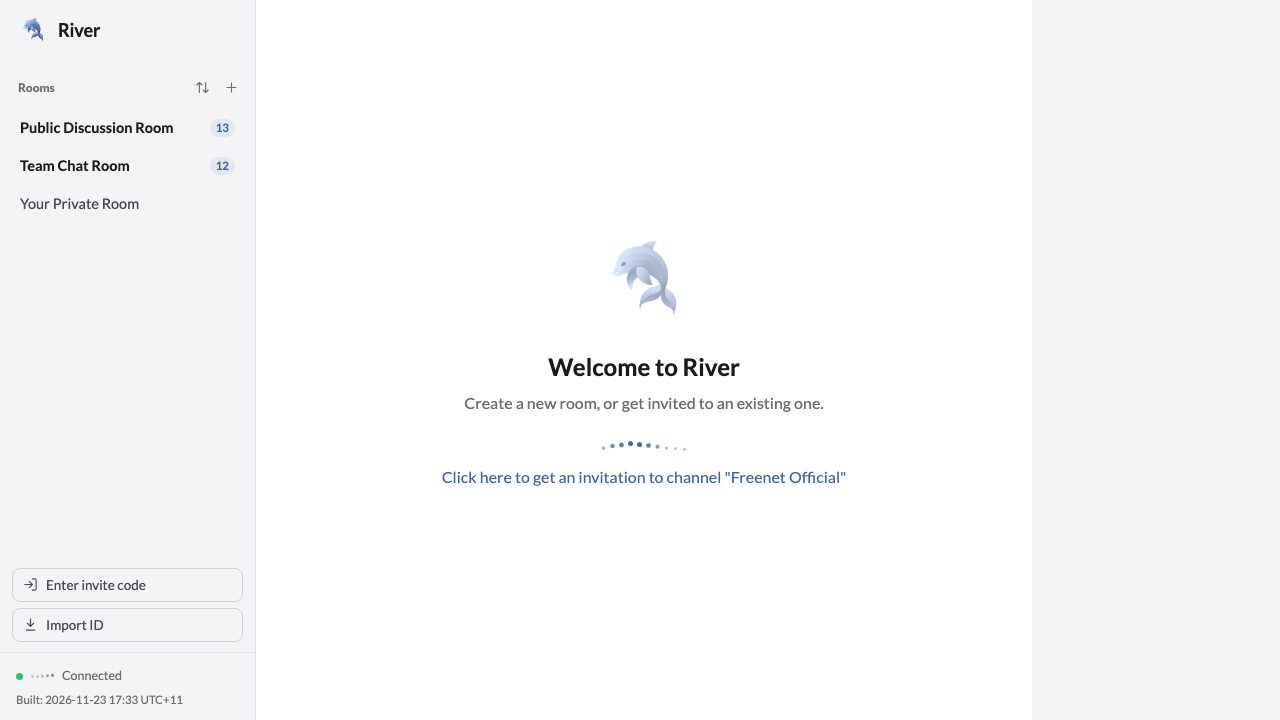 River
Rooms
Public Discussion Room 13
Team Chat Room 12
Your Private Room
Enter invite code
Import ID
Connected
Built: 2026-11-23 17:33 UTC+11
Welcome to River
Create a new room, or get invited to an existing one.
Click here to get an invitation to channel "Freenet Official"